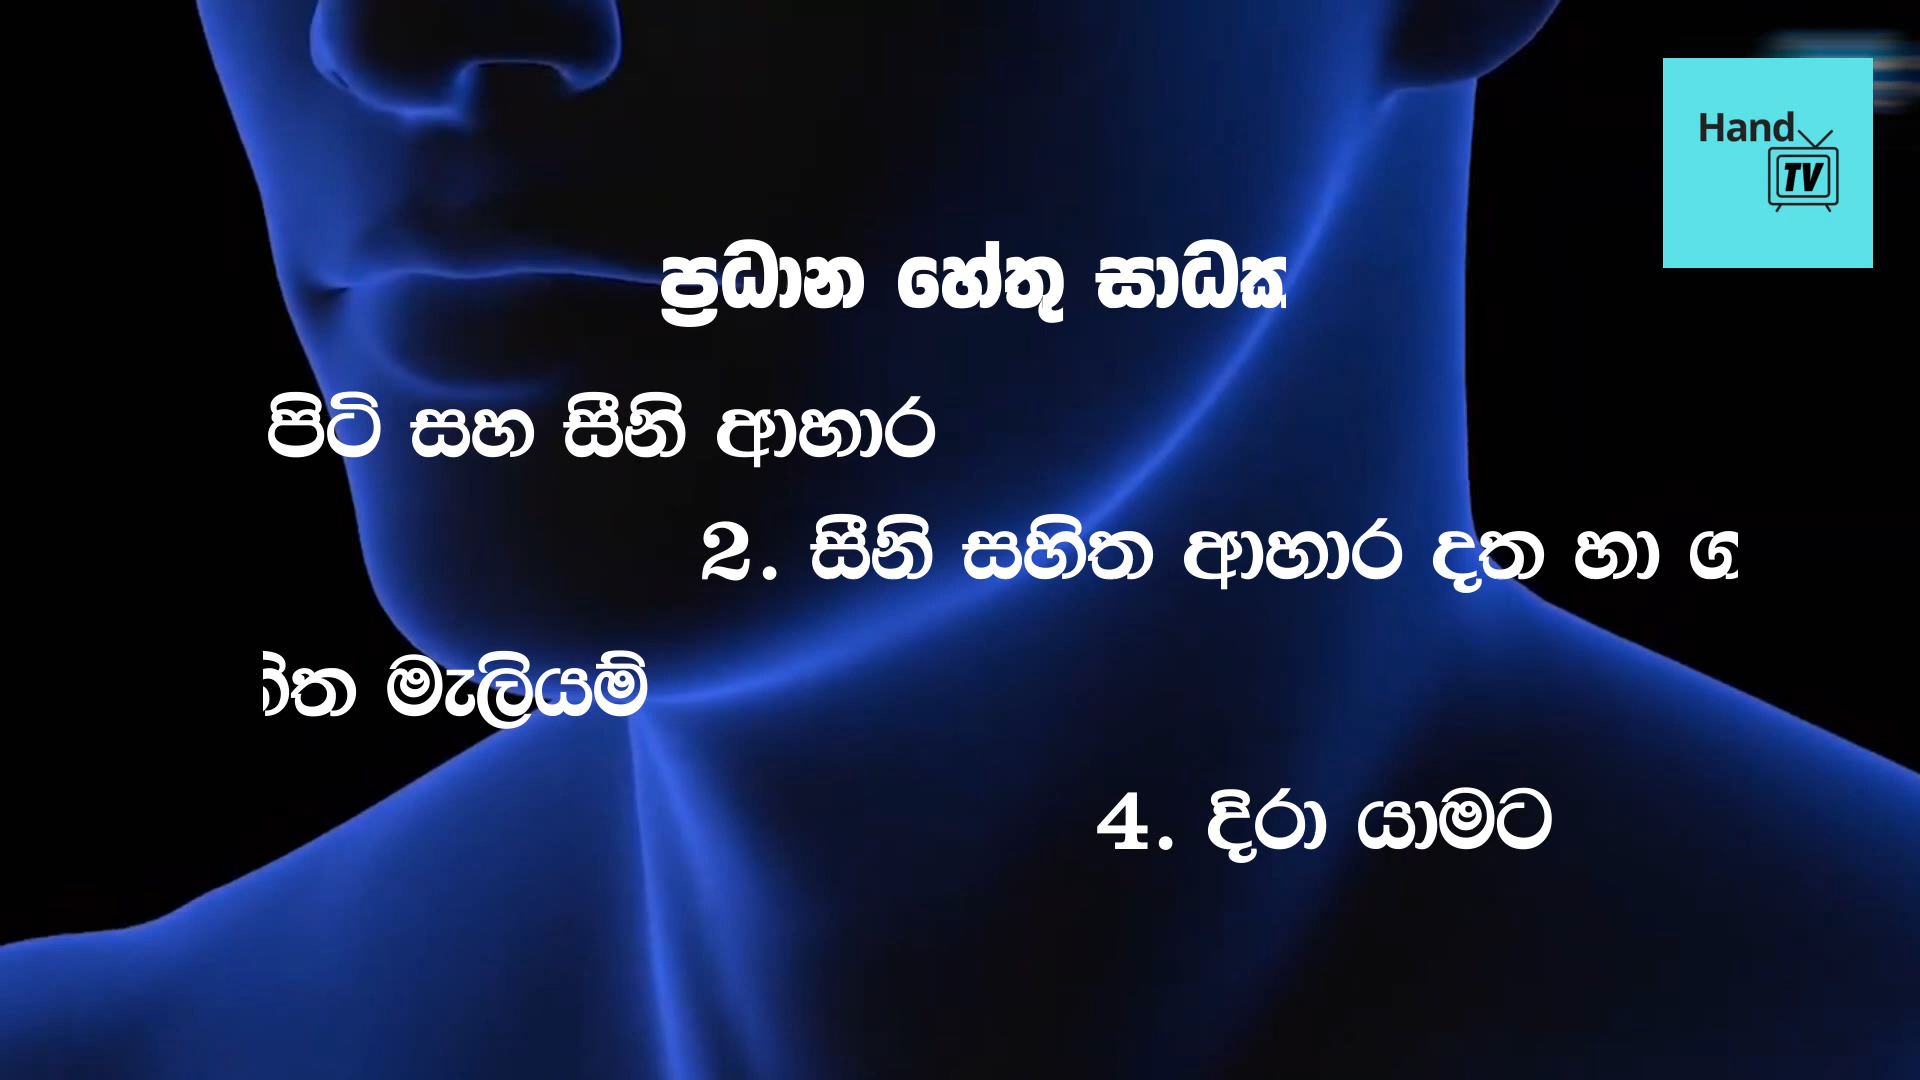 Hand
TV
ප්‍රධාන හේතු සාධක
පිටි සහ සීනි ආහාර
2. සීනි සහිත ආහාර දත හා
මැලියම්
4. දිරා යාමට